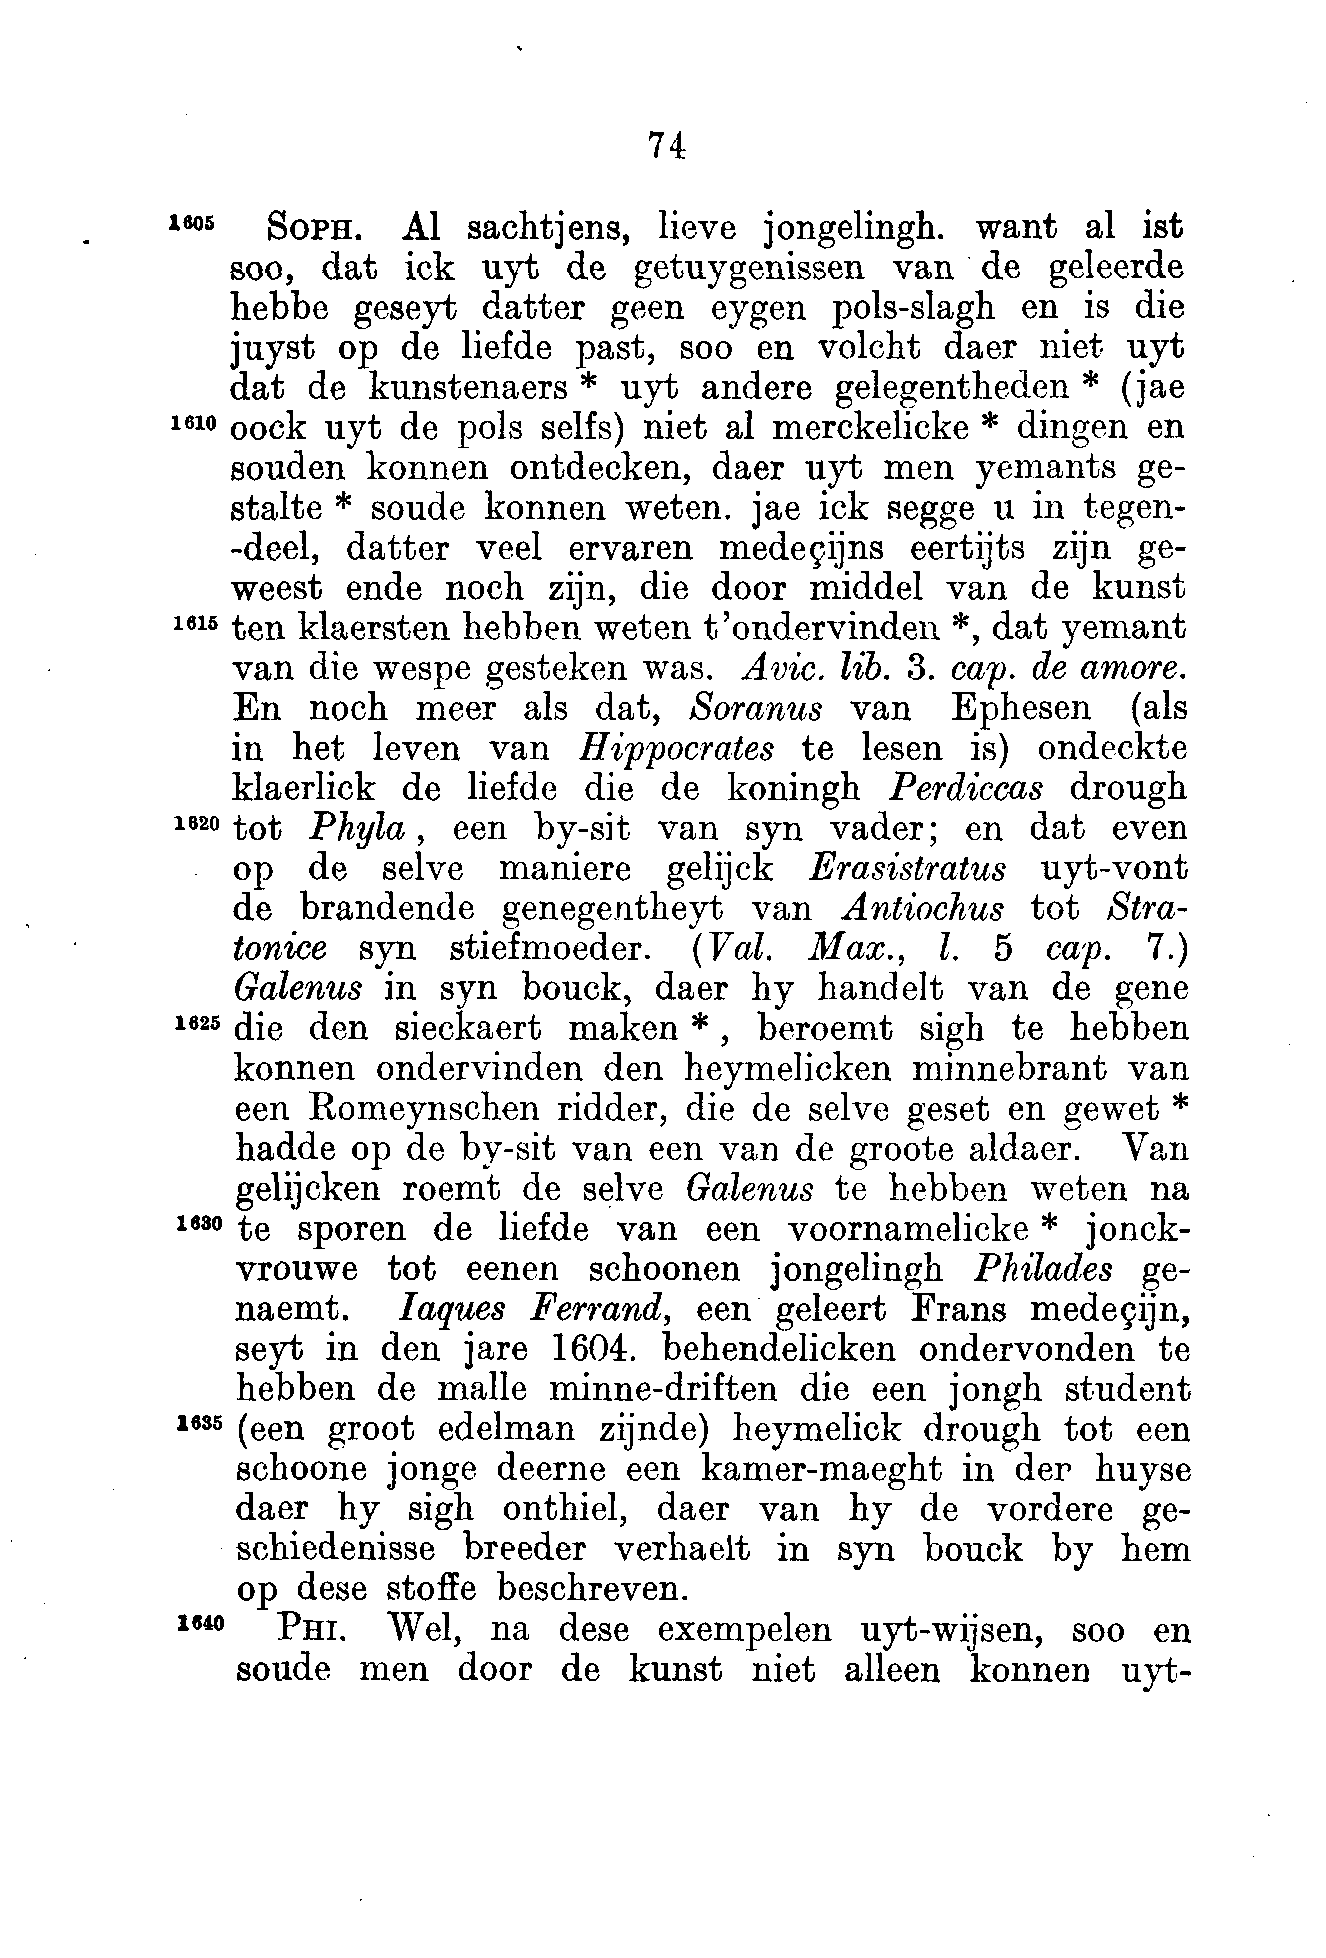 74
1605 SOPH. Al sachtjens, lieve jongelingh. want al ist
soo, dat ick uyt de getuygenissen van de geleerde
hebbe geseyt datter geen eygen pols-slagh en is die
juyst op de liefde past, soo en volcht daer niet uyt
dat de kunstenaers * uyt andere gelegentheden * (jae
1610 oock uyt de pols selfs) niet al merckelicke * dingen en
souden konnen ontdecken, daer uyt men yemants ge-
stalte * soude konnen weten. jae ick segge u in tegen-
-deel, datter veel ervaren medeçijns eertijts zijn ge-
weest ende noch zijn, die door middel van de kunst
1615 ten klaersten hebben weten t'ondervinden *, dat yemant
van die wespe gesteken was. Avic. lib. 3. cap. de amore.
En noch meer als dat, Soranus van Ephesen (als
in het leven van Hippocrates te lesen is) ondeckte
klaerlick de liefde die de koningh Perdiccas drough
1620 tot Phyla, een by-sit van syn vader; en dat even
op de selve maniere gelijck Erasistratus uyt-vont
de brandende genegentheyt van Antiochus tot Stra-
tonice syn stiefmoeder. (Val. Max., l. 5 cap. 7.)
Galenus in syn bouck, daer hy handelt van de gene
1625 die den sieckaert maken *, beroemt sigh te hebben
konnen ondervinden den heymelicken minnebrant van
een Romeynschen ridder, die de selve geset en gewet *
hadde op de by-sit van een van de groote aldaer. Van
gelijcken roemt de selve Galenus te hebben weten na
1630 te sporen de liefde van een voornamelicke * jonck-
vrouwe tot eenen schoonen jongelingh Philades ge-
naemt. Iaques Ferrand, een geleert Frans medeçijn,
seyt in den jare 1604. behendelicken ondervonden te
hebben de malle minne-driften die een jongh student
1635 (een groot edelman zijnde) heymelick drough tot een
schoone jonge deerne een kamer-maeght in der huyse
daer hy sigh onthiel, daer van hy de vordere ge-
schiedenisse breeder verhaelt in syn bouck by hem
op dese stoffe beschreven.
1640 PHI. Wel, na dese exempelen uyt-wijsen, soo en
soude men door de kunst niet alleen konnen uyt-